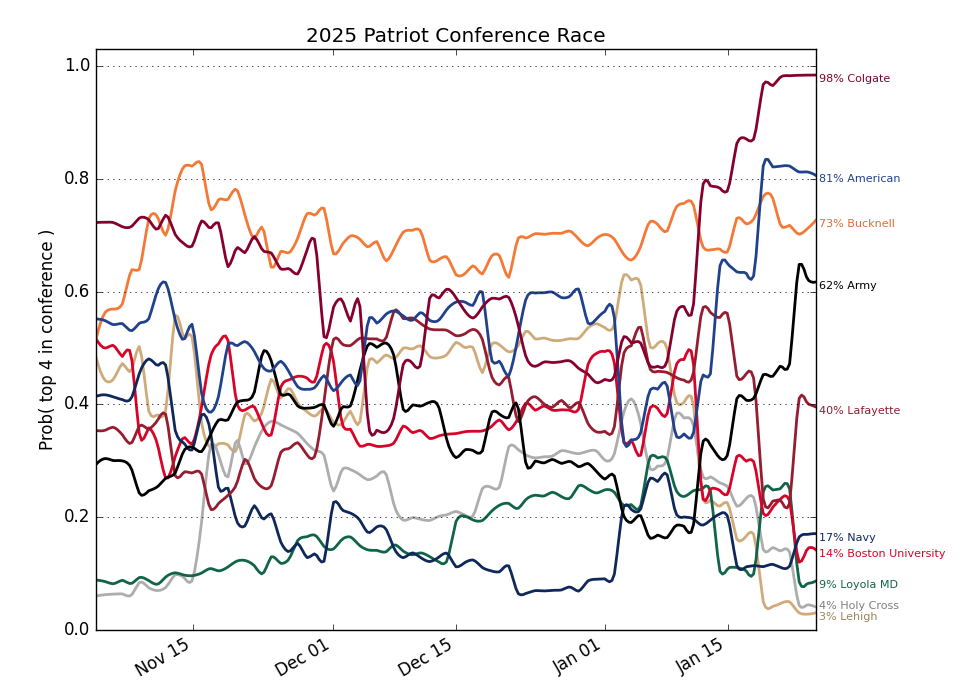 2025 Patriot Conference Race
Prob( top 4 in conference )
1.0
0.8
0.6
0.4
0.2
0.0
Nov 15
Dec 01
Dec 15
Jan 01
Jan 15
98% Colgate
81% American
73% Bucknell
62% Army
40% Lafayette
17% Navy
14% Boston University
9% Loyola MD
4% Holy Cross
3% Lehigh